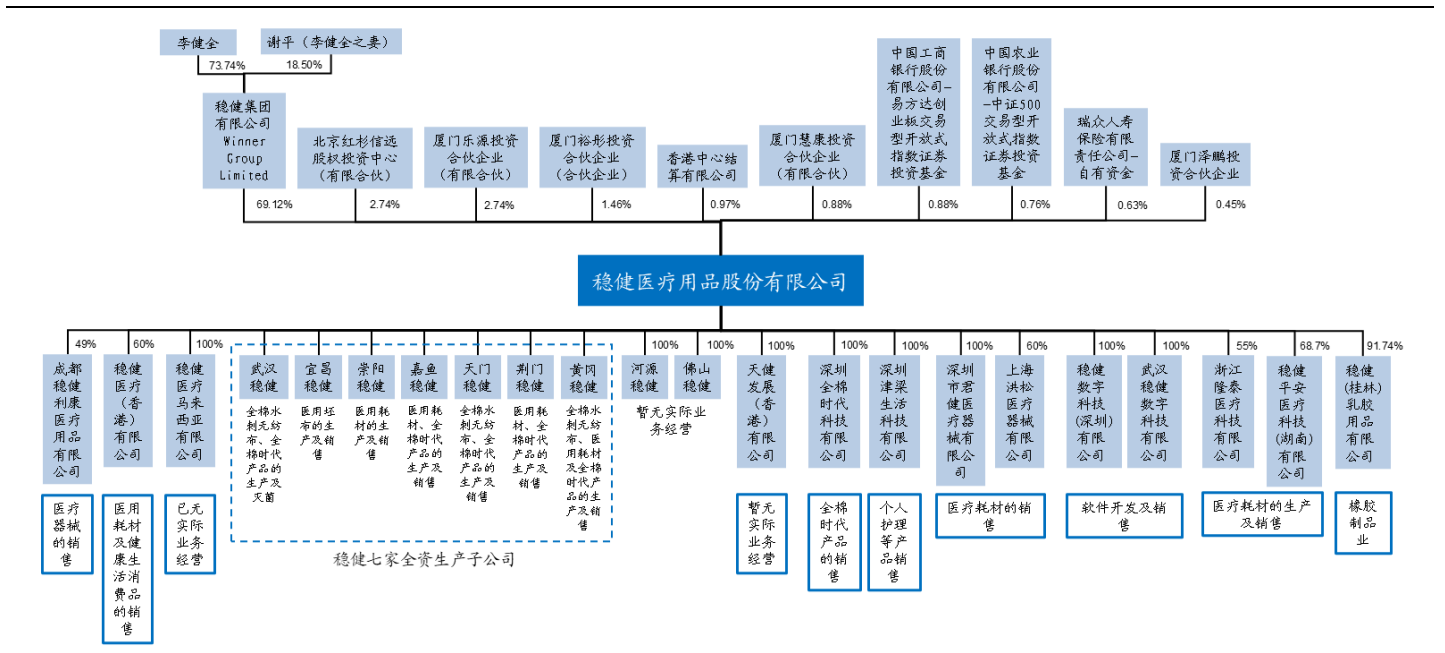 李健全
谢平（李健全之妻）
73.74%
18.50%
稳健集团
有限公司
Winner
Group
Limited
北京红杉信远
股权投资中心
（有限合伙）
厦门乐源投资
合伙企业
（有限合伙）
厦门裕彤投资
合伙企业
（合伙企业）
香港中心结
算有限公司
厦门慧康投资
合伙企业
（有限合伙）
中国工商
银行股份
有限公司-
易方达创
业板交易
型开放式
指数证券
投资基金
中国农业
银行股份
有限公司
-中证500
交易型开
放式指数
证券投资
基金
瑞众人寿
保险有限
责任公司-
自有资金
厦门泽鹏投
资合伙企业
69.12%
2.74%
2.74%
1.46%
0.97%
0.88%
0.88%
0.76%
0.63%
0.45%
稳健医疗用品股份有限公司
49%
60%
100%
100%
100%
100%
100%
100%
100%
60%
100%
100%
55%
68.7%
91.74%
成都
稳健
利康
医疗
用品
有限
公司
稳健
医疗
（香
港）
有限
公司
稳健
医疗
马来
西亚
有限
公司
武汉
稳健
宜昌
稳健
崇阳
稳健
嘉鱼
稳健
天门
稳健
荆门
稳健
黄冈
稳健
河源
稳健
佛山
稳健
天健
发展
（香
港）
有限
公司
深圳
全棉
时代
科技
有限
公司
深圳
津梁
生活
科技
有限
公司
深圳
市君
健医
疗器
械有
限公
司
上海
洪松
医疗
器械
有限
公司
稳健
数字
科技
(深圳)
有限
公司
武汉
稳健
数字
科技
有限
公司
浙江
隆泰
医疗
科技
有限
公司
稳健
平安
医疗
科技
(湖南)
有限
公司
稳健
(桂林)
乳胶
用品
有限
公司
全棉水
刺无纺
布、全
棉时代
产品的
生产及
灭菌
医用坯
布的生
产及销
售
医用耗
材的生
产及销
售
医用耗
材、全
棉时代
产品的
生产及
销售
全棉水
刺无纺
布、全
棉时代
产品的
生产及
销售
医用耗
材、全
棉时代
产品的
生产及
销售
全棉水
刺无纺
布、医
用耗材
及全棉
时代产
品的生
产及销
售
暂无实际业
务经营
稳健七家全资生产子公司
医疗
器械
的销
售
医用
耗材
及健
康生
活消
费品
的销
售
已无
实际
业务
经营
暂无
实际
业务
经营
全棉
时代
产品
的销
售
个人
护理
等产
品销
售
医疗耗材的销
售
软件开发及销
售
医疗耗材的生产
及销售
橡胶
制品
业